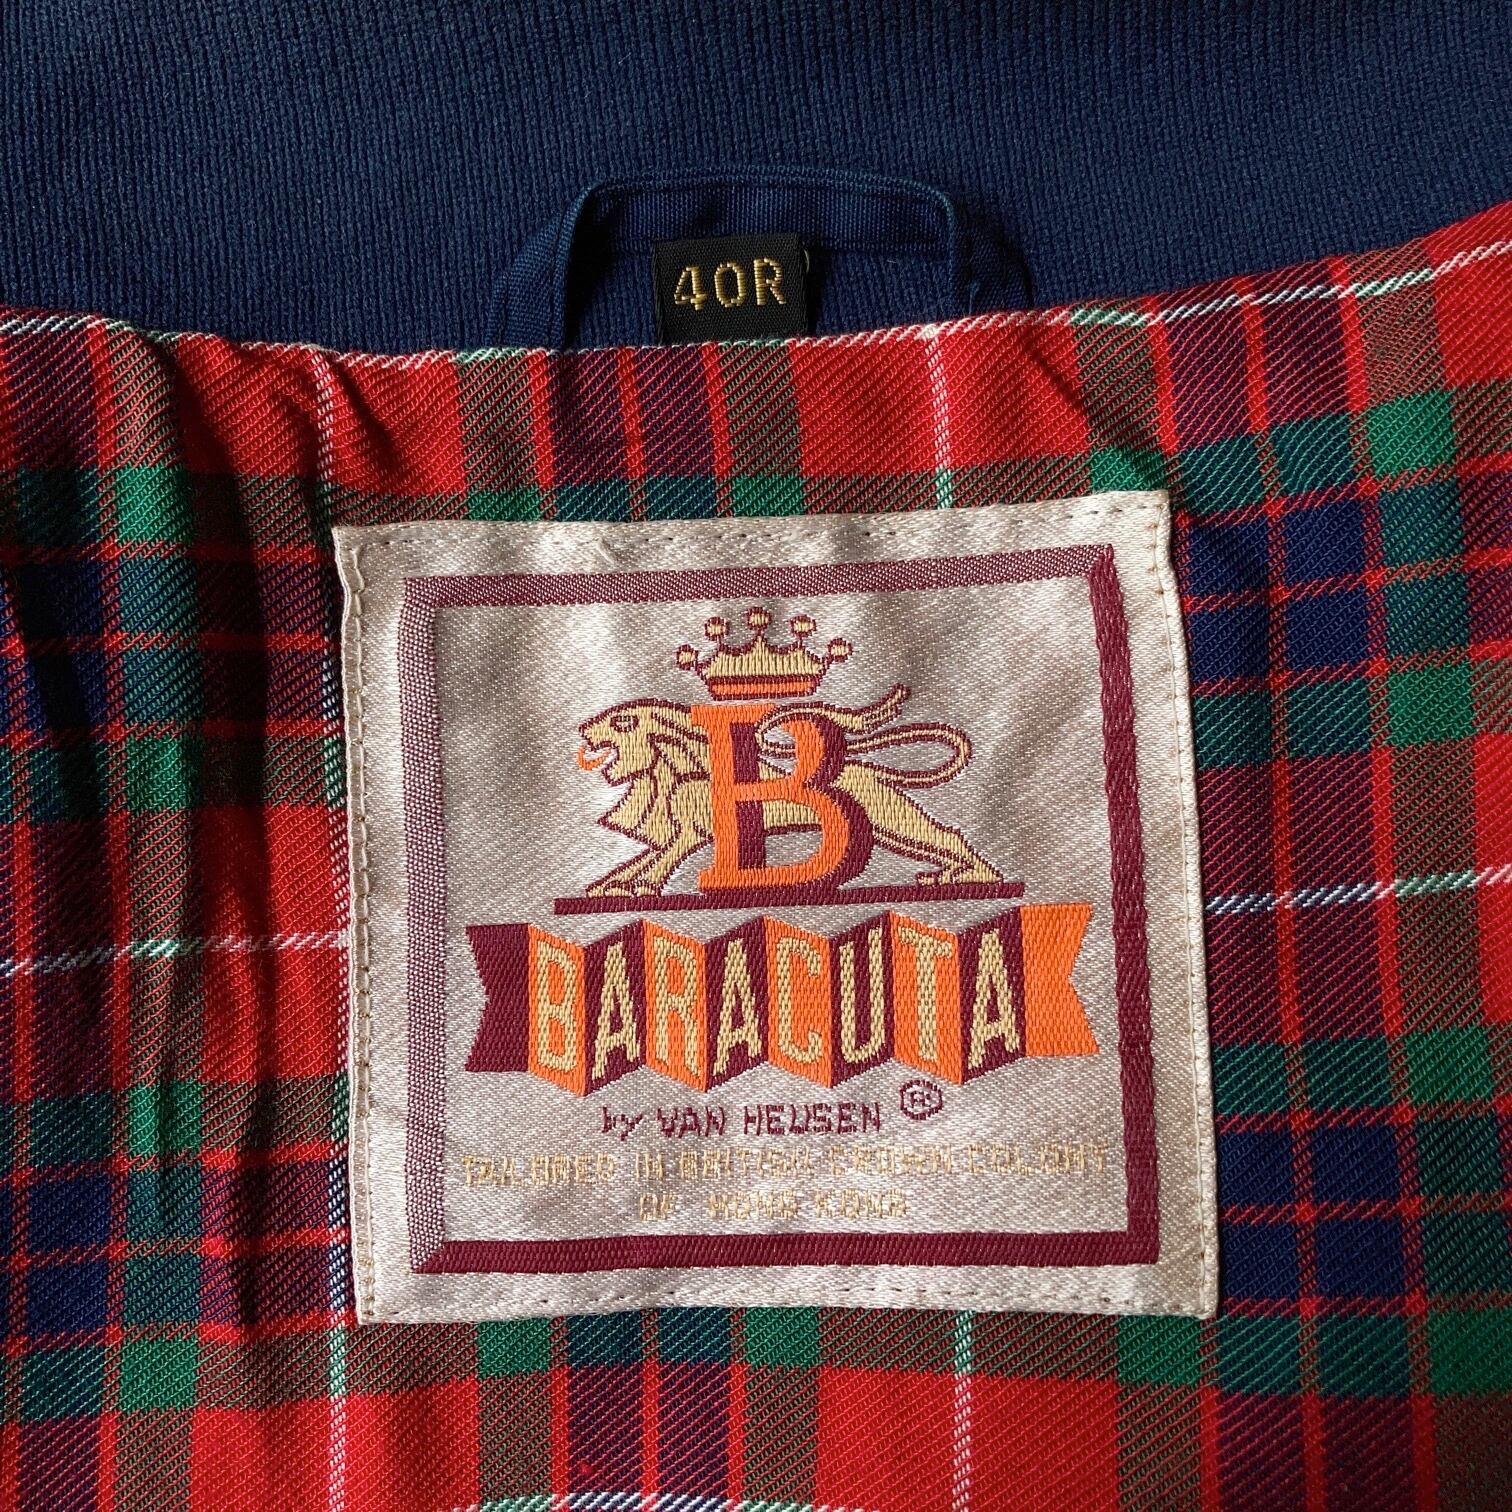 40R
B
BARACUTA
by VAN HEUSEN ®
TAILORED IN BRITISH CROWN COLONY
OF HONG KONG